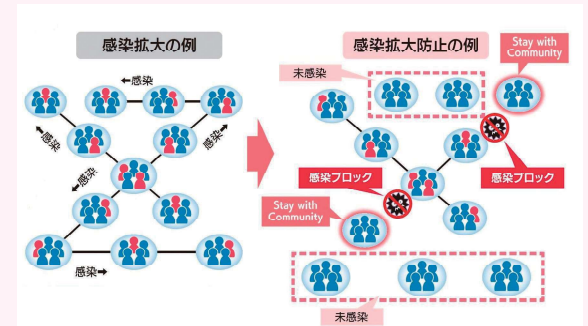 感染拡大の例
←感染
←感染
感染→
←感染
感染→
感染拡大防止の例
Stay with
Community
未感染
感染ブロック
感染ブロック
Stay with
Community
未感染